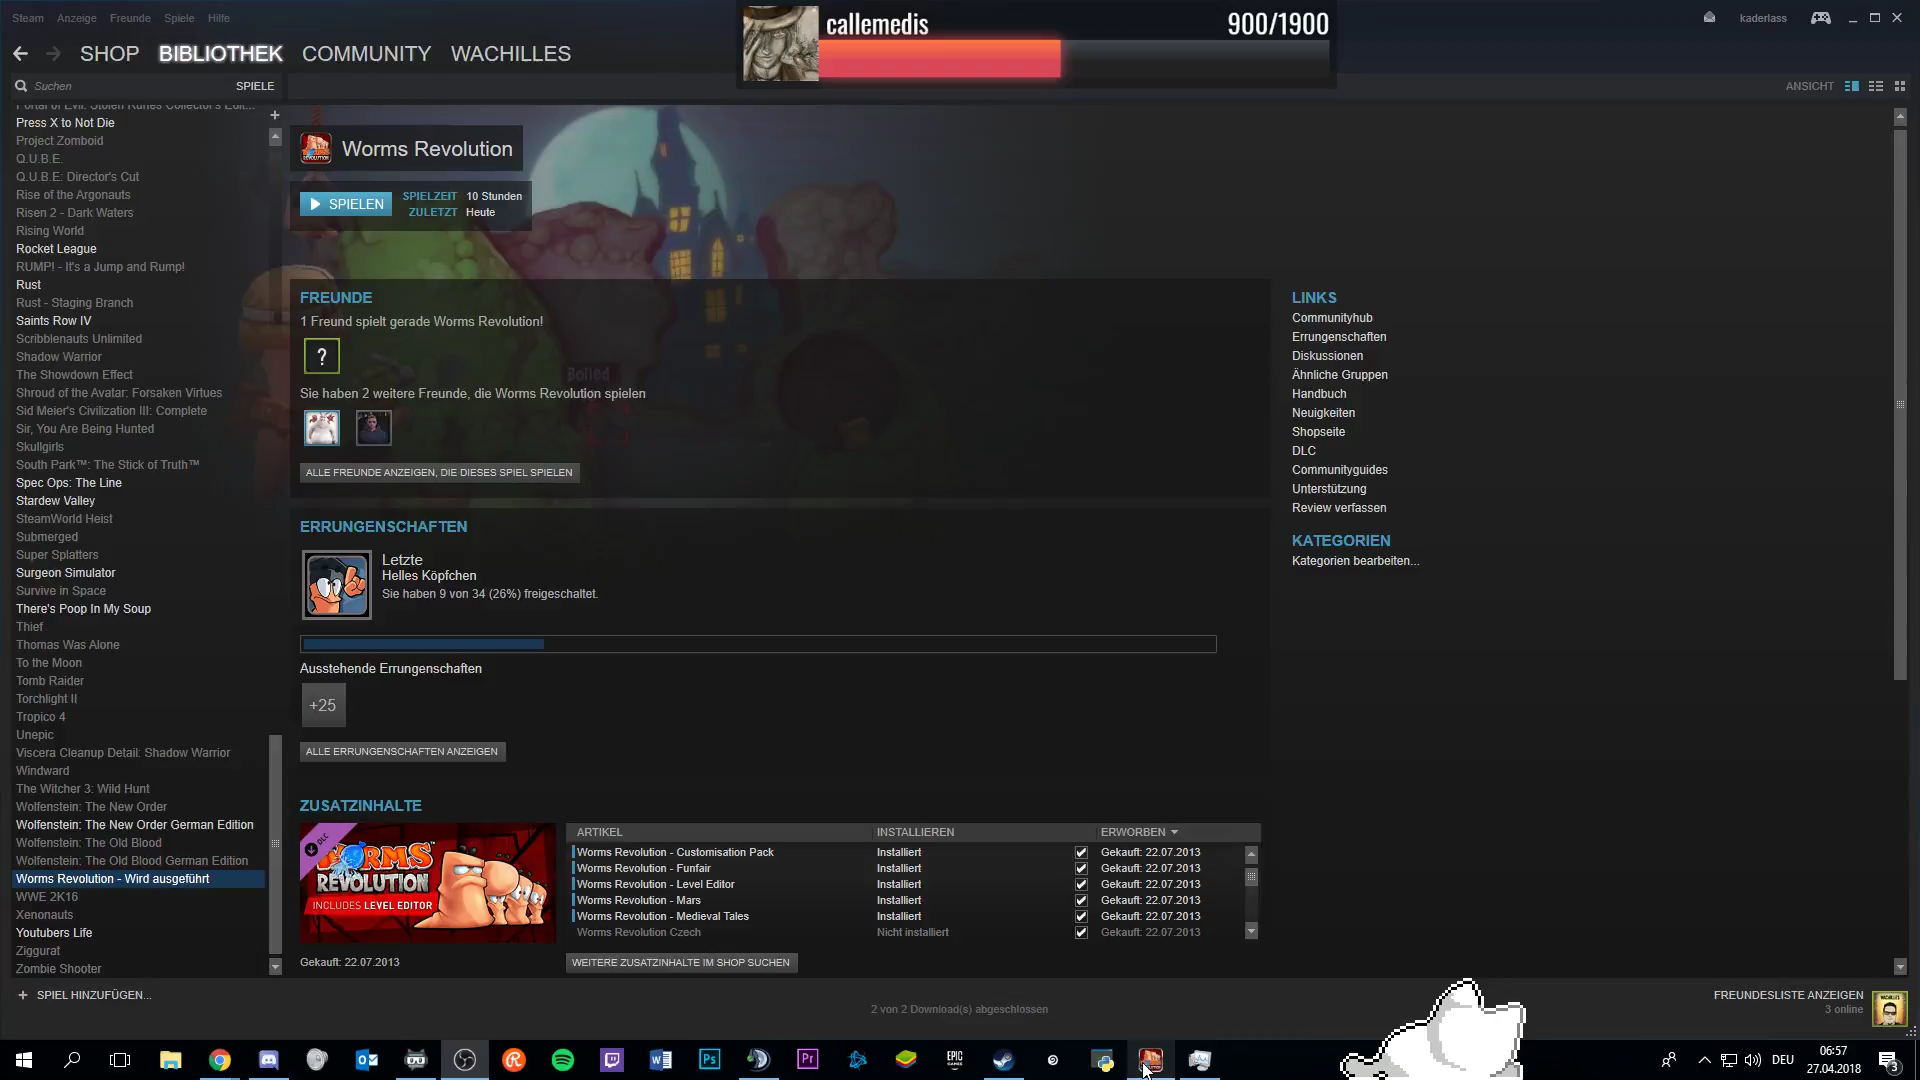 Steam Anzeige Freunde Spiele Hilfe
callemedis 900/1900
kaderlass
SHOP BIBLIOTHEK COMMUNITY WACHILLES
Suchen SPIELE
ANSICHT
Portal of Evil: Stolen Runes Collector's Edit...
Press X to Not Die
Project Zomboid
Q.U.B.E.
Q.U.B.E: Director's Cut
Rise of the Argonauts
Risen 2 - Dark Waters
Rising World
Rocket League
RUMP! - It's a Jump and Rump!
Rust
Rust - Staging Branch
Saints Row IV
Scribblenauts Unlimited
Shadow Warrior
The Showdown Effect
Shroud of the Avatar: Forsaken Virtues
Sid Meier's Civilization III: Complete
Sir, You Are Being Hunted
Skullgirls
South Park™: The Stick of Truth™
Spec Ops: The Line
Stardew Valley
SteamWorld Heist
Submerged
Super Splatters
Surgeon Simulator
Survive in Space
There's Poop In My Soup
Thief
Thomas Was Alone
To the Moon
Tomb Raider
Torchlight II
Tropico 4
Unepic
Viscera Cleanup Detail: Shadow Warrior
Windward
The Witcher 3: Wild Hunt
Wolfenstein: The New Order
Wolfenstein: The New Order German Edition
Wolfenstein: The Old Blood
Wolfenstein: The Old Blood German Edition
Worms Revolution - Wird ausgeführt
WWE 2K16
Xenonauts
Youtubers Life
Ziggurat
Zombie Shooter
+ SPIEL HINZUFÜGEN...
Worms Revolution
SPIELEN
SPIELZEIT 10 Stunden
ZULETZT Heute
FREUNDE
1 Freund spielt gerade Worms Revolution!
?
Boiled
Sie haben 2 weitere Freunde, die Worms Revolution spielen
ALLE FREUNDE ANZEIGEN, DIE DIESES SPIEL SPIELEN
ERRUNGENSCHAFTEN
Letzte
Helles Köpfchen
Sie haben 9 von 34 (26%) freigeschaltet.
Ausstehende Errungenschaften
+25
ALLE ERRUNGENSCHAFTEN ANZEIGEN
ZUSATZINHALTE
DLC
WORMS
REVOLUTION
INCLUDES LEVEL EDITOR
Gekauft: 22.07.2013
ARTIKEL INSTALLIEREN ERWORBEN
Worms Revolution - Customisation Pack Installiert Gekauft: 22.07.2013
Worms Revolution - Funfair Installiert Gekauft: 22.07.2013
Worms Revolution - Level Editor Installiert Gekauft: 22.07.2013
Worms Revolution - Mars Installiert Gekauft: 22.07.2013
Worms Revolution - Medieval Tales Installiert Gekauft: 22.07.2013
Worms Revolution Czech Nicht installiert Gekauft: 22.07.2013
WEITERE ZUSATZINHALTE IM SHOP SUCHEN
LINKS
Communityhub
Errungenschaften
Diskussionen
Ähnliche Gruppen
Handbuch
Neuigkeiten
Shopseite
DLC
Communityguides
Unterstützung
Review verfassen
KATEGORIEN
Kategorien bearbeiten...
2 von 2 Download(s) abgeschlossen
FREUNDESLISTE ANZEIGEN
3 online
Ps
Pr
EPIC
GAMES
DEU
06:57
27.04.2018
3